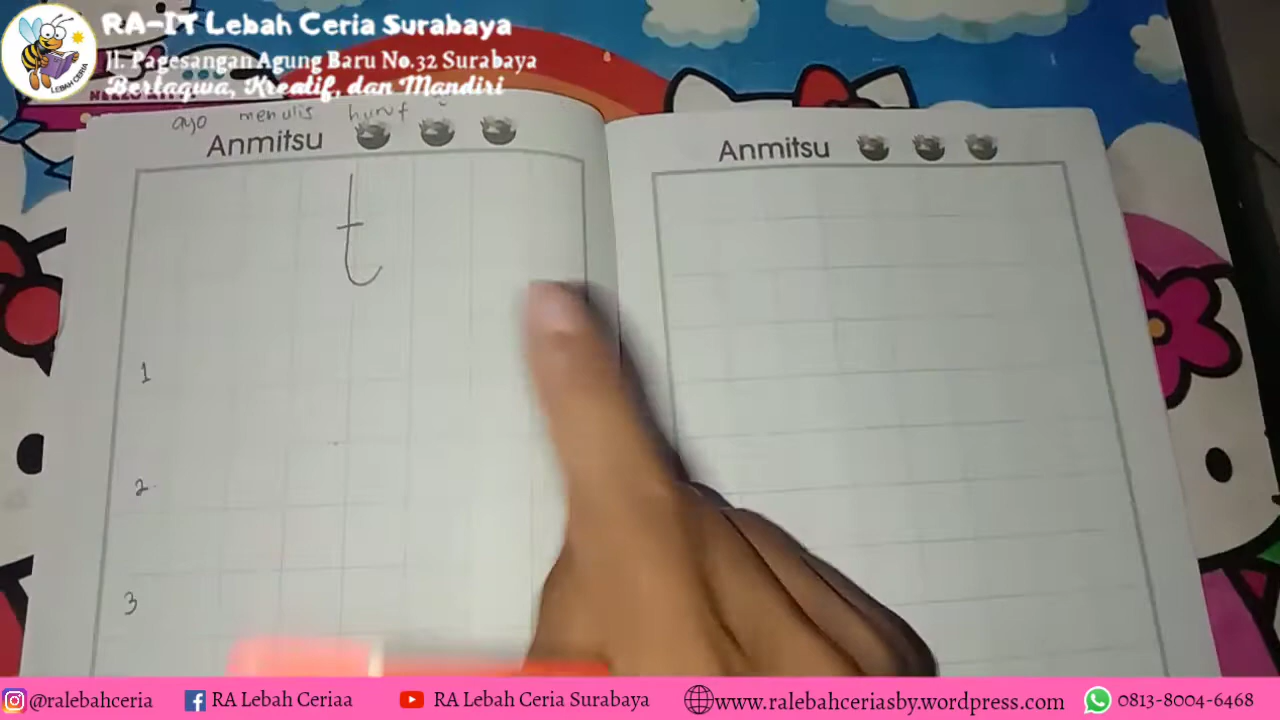 RA-IT Lebah Ceria Surabaya
Jl. Pagesangan Agung Baru No.32 Surabaya
Bertaqwa, Kreatif, dan Mandiri
LEBAH CERIA
ayo menulis huruf
Anmitsu
Anmitsu
t
1
2
3
@ralebahceria
RA Lebah Ceriaa
RA Lebah Ceria Surabaya
www.ralebahceriasby.wordpress.com
0813-8004-6468